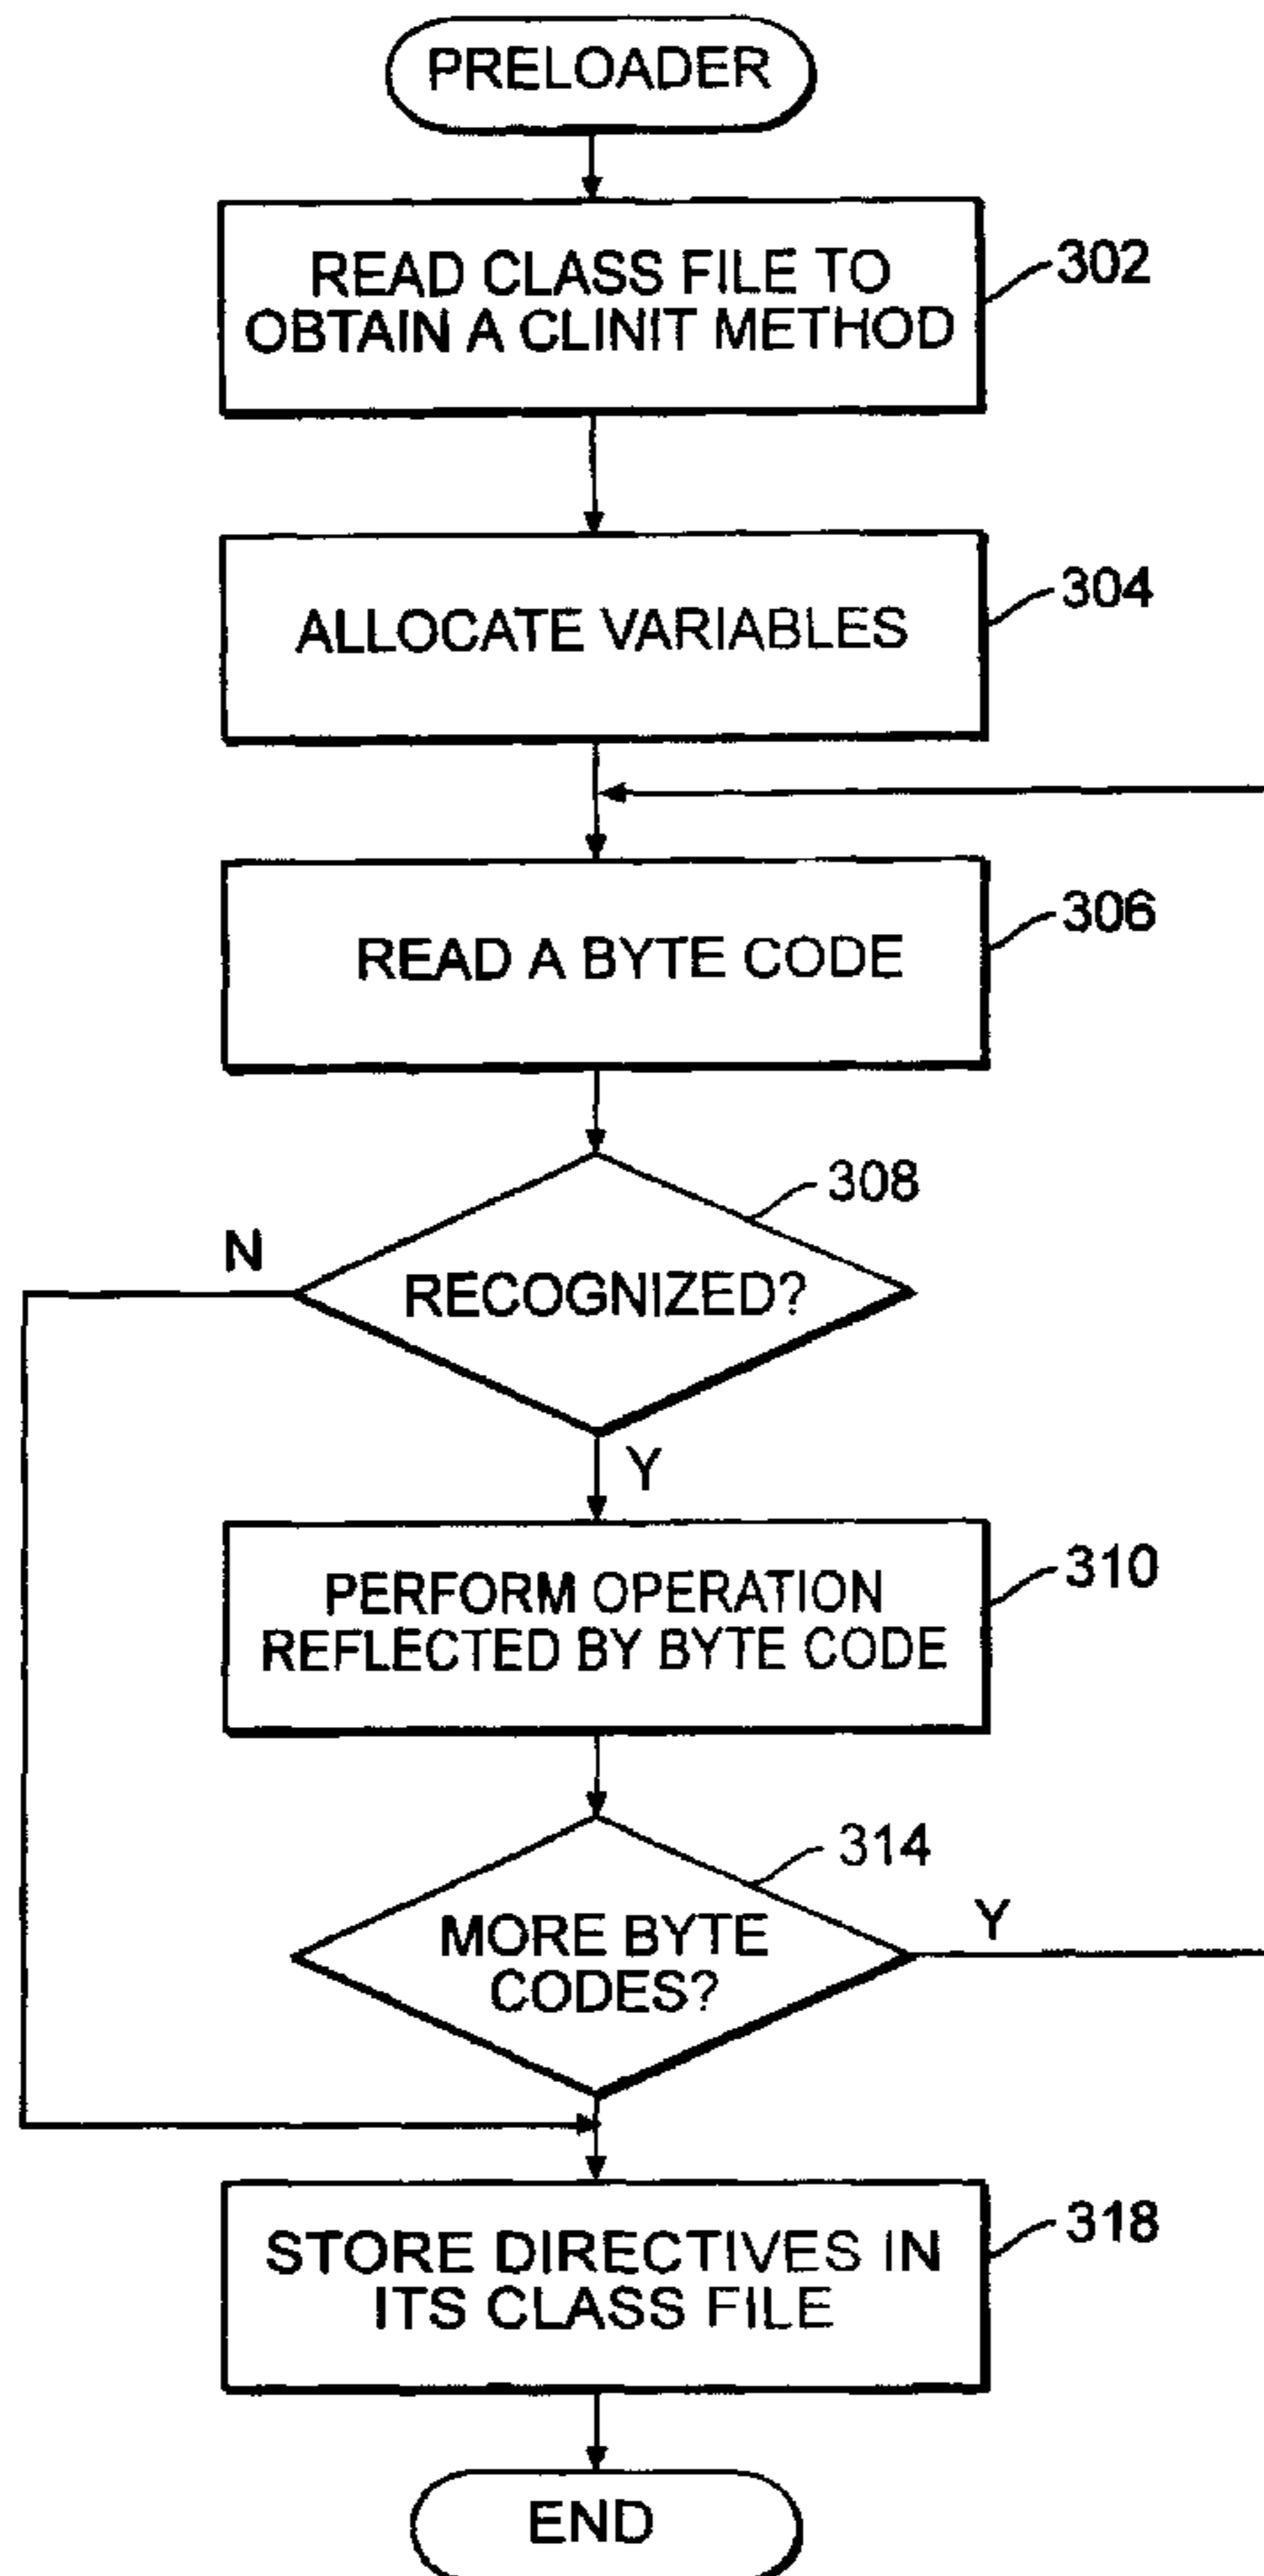 PRELOADER
READ CLASS FILE TO
OBTAIN A CLINIT METHOD
302
ALLOCATE VARIABLES
304
READ A BYTE CODE
306
308
N
RECOGNIZED?
Y
PERFORM OPERATION
REFLECTED BY BYTE CODE
310
314
MORE BYTE
CODES?
Y
STORE DIRECTIVES IN
ITS CLASS FILE
318
END